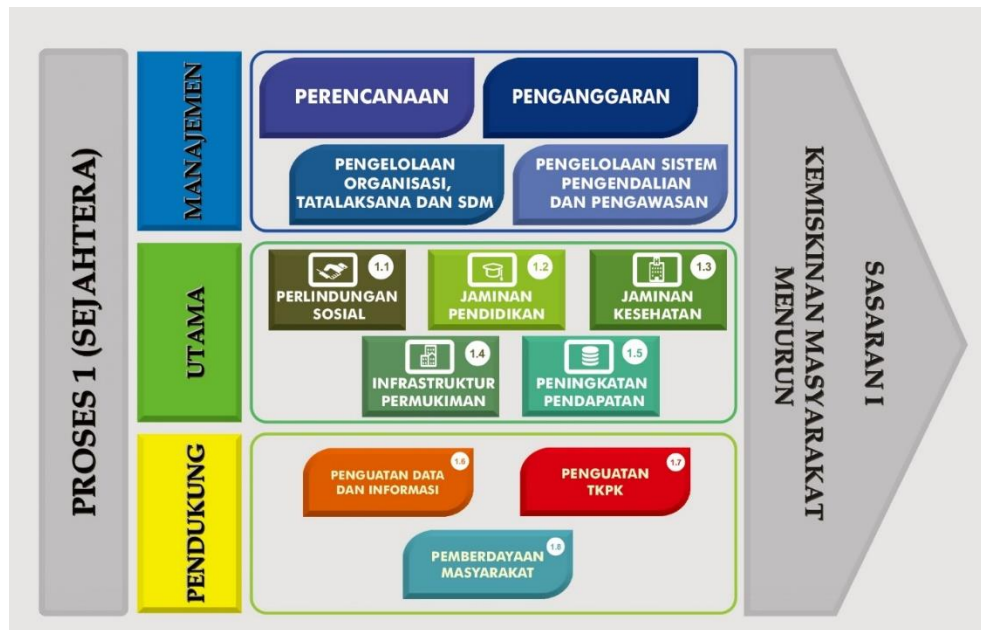 PROSES 1 (SEJAHTERA)
MANAJEMEN
PERENCANAAN
PENGANGGARAN
PENGELOLAAN
ORGANISASI,
TATALAKSANA DAN SDM
PENGELOLAAN SISTEM
PENGENDALIAN
DAN PENGAWASAN
UTAMA
1.1
PERLINDUNGAN
SOSIAL
1.2
JAMINAN
PENDIDIKAN
1.3
JAMINAN
KESEHATAN
1.4
INFRASTRUKTUR
PERMUKIMAN
1.5
PENINGKATAN
PENDAPATAN
PENDUKUNG
1.6
PENGUATAN DATA
DAN INFORMASI
1.7
PENGUATAN
TKPK
1.8
PEMBERDAYAAN
MASYARAKAT
SASARAN I
KEMISKINAN MASYARAKAT
MENURUN